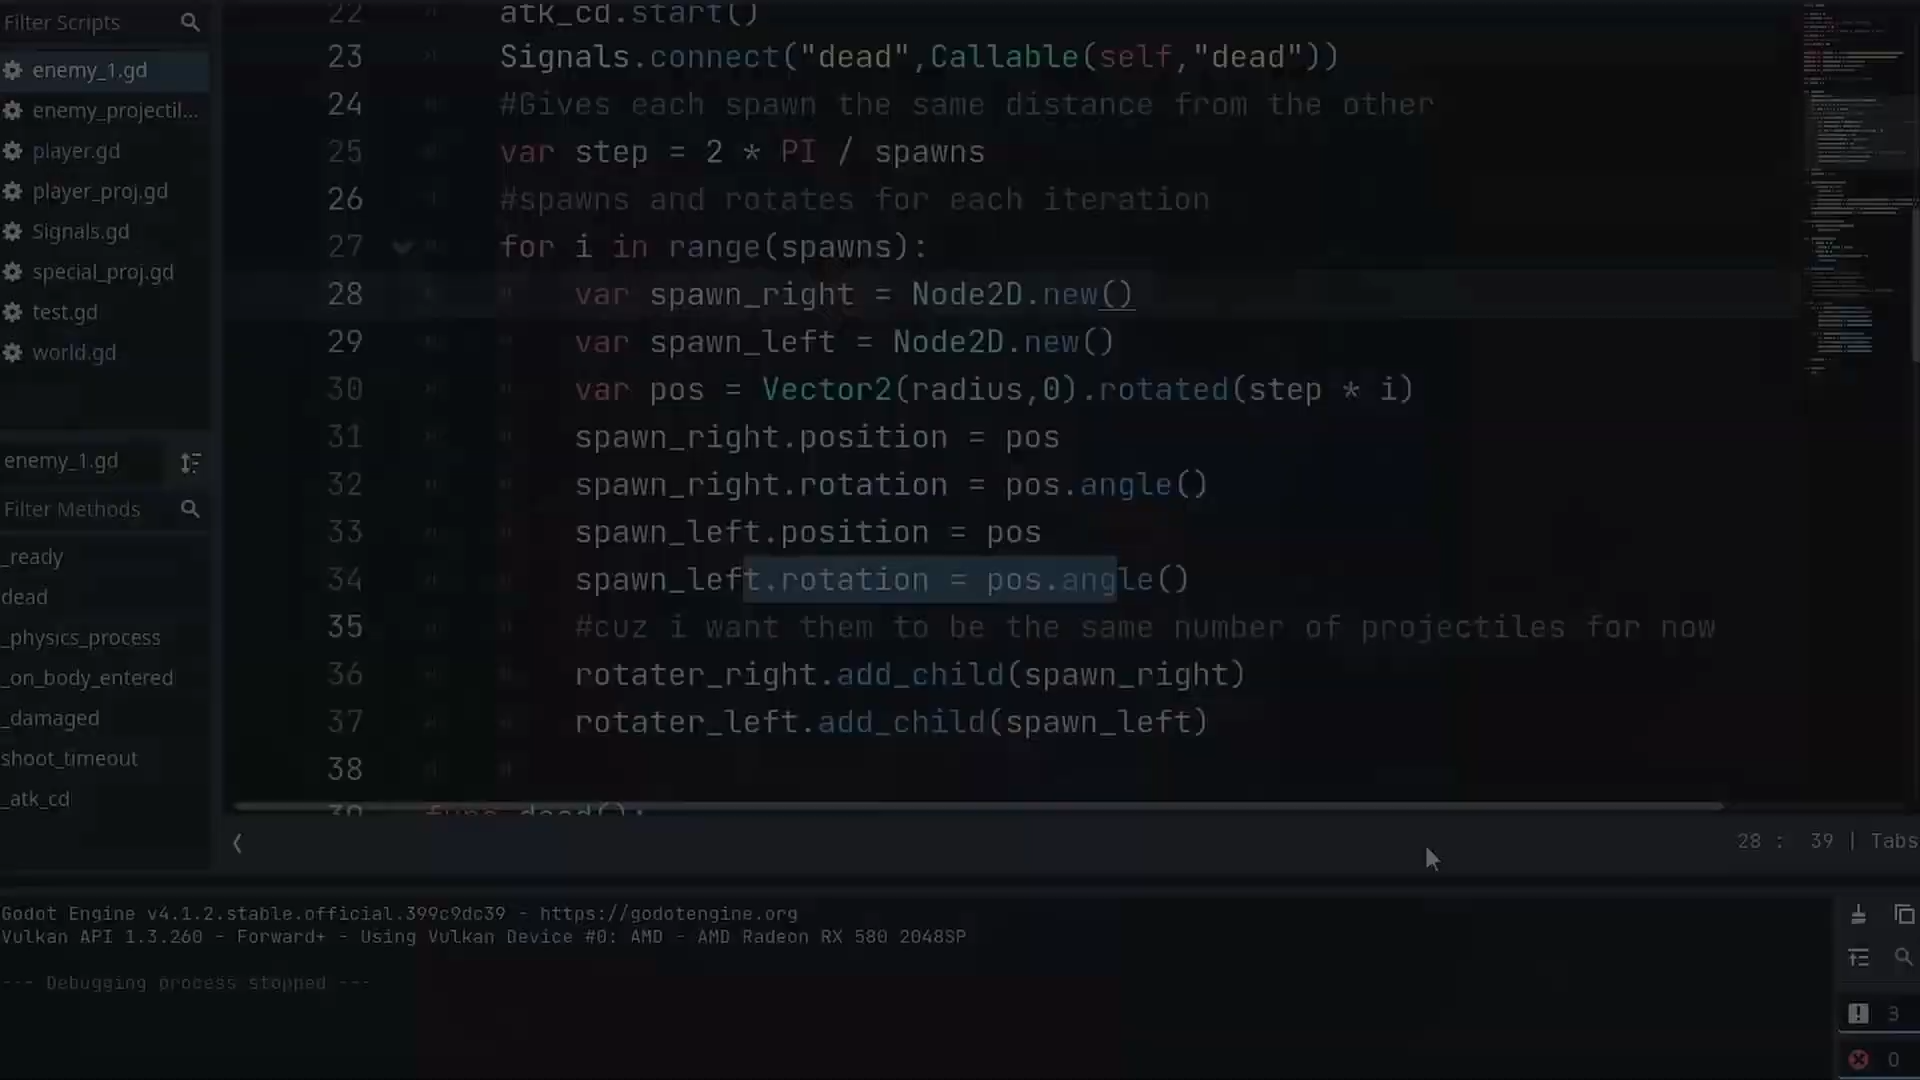 Filter Scripts
enemy_1.gd
enemy_projectil...
player.gd
player_proj.gd
Signals.gd
special_proj.gd
test.gd
world.gd
enemy_1.gd
Filter Methods
_ready
dead
_physics_process
_on_body_entered
_damaged
shoot_timeout
_atk_cd
22 atk_cd.start()
23 Signals.connect("dead",Callable(self,"dead"))
24 #Gives each spawn the same distance from the other
25 var step = 2 * PI / spawns
26 #spawns and rotates for each iteration
27 for i in range(spawns):
28 var spawn_right = Node2D.new()
29 var spawn_left = Node2D.new()
30 var pos = Vector2(radius,0).rotated(step * i)
31 spawn_right.position = pos
32 spawn_right.rotation = pos.angle()
33 spawn_left.position = pos
34 spawn_left.rotation = pos.angle()
35 #cuz i want them to be the same number of projectiles for now
36 rotater_right.add_child(spawn_right)
37 rotater_left.add_child(spawn_left)
38
39 func dead():
28 : 39 | Tabs
Godot Engine v4.1.2.stable.official.399c9dc39 - https://godotengine.org
Vulkan API 1.3.260 - Forward+ - Using Vulkan Device #0: AMD - AMD Radeon RX 580 2048SP
--- Debugging process stopped ---
3
0